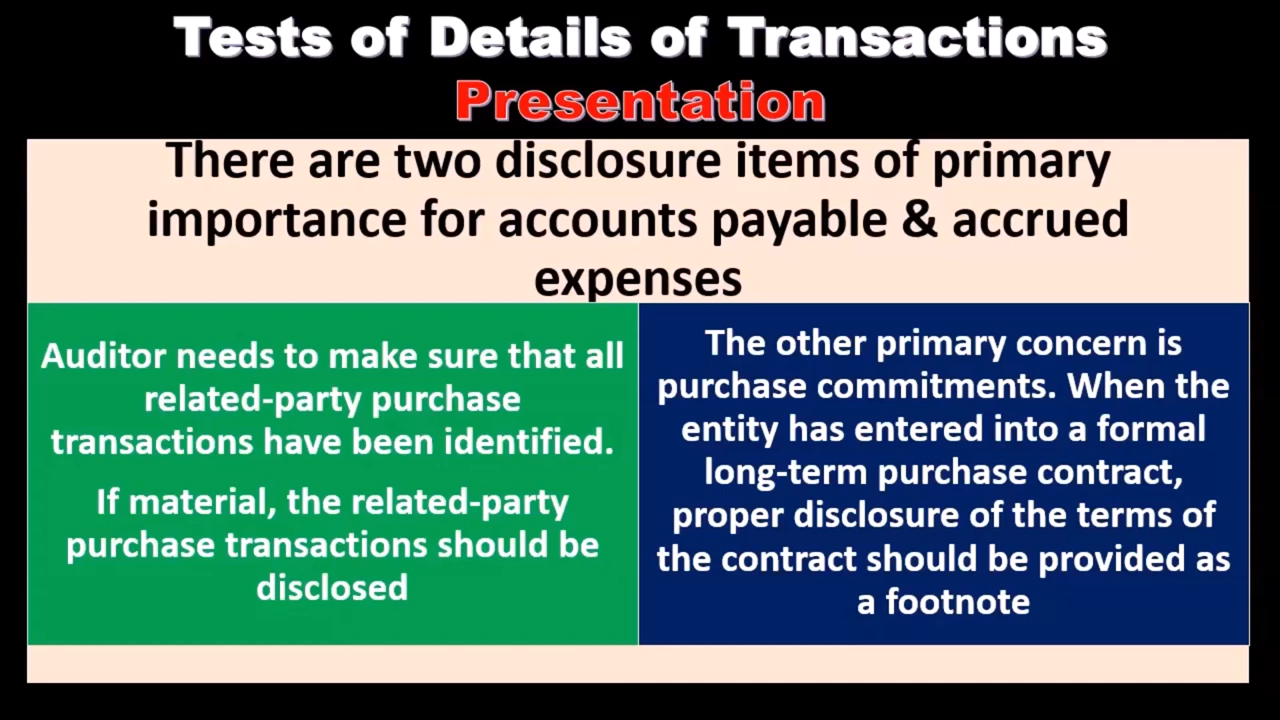 Tests of Details of Transactions
Presentation
There are two disclosure items of primary
importance for accounts payable & accrued
expenses
Auditor needs to make sure that all
related-party purchase
transactions have been identified.
If material, the related-party
purchase transactions should be
disclosed
The other primary concern is
purchase commitments. When the
entity has entered into a formal
long-term purchase contract,
proper disclosure of the terms of
the contract should be provided as
a footnote